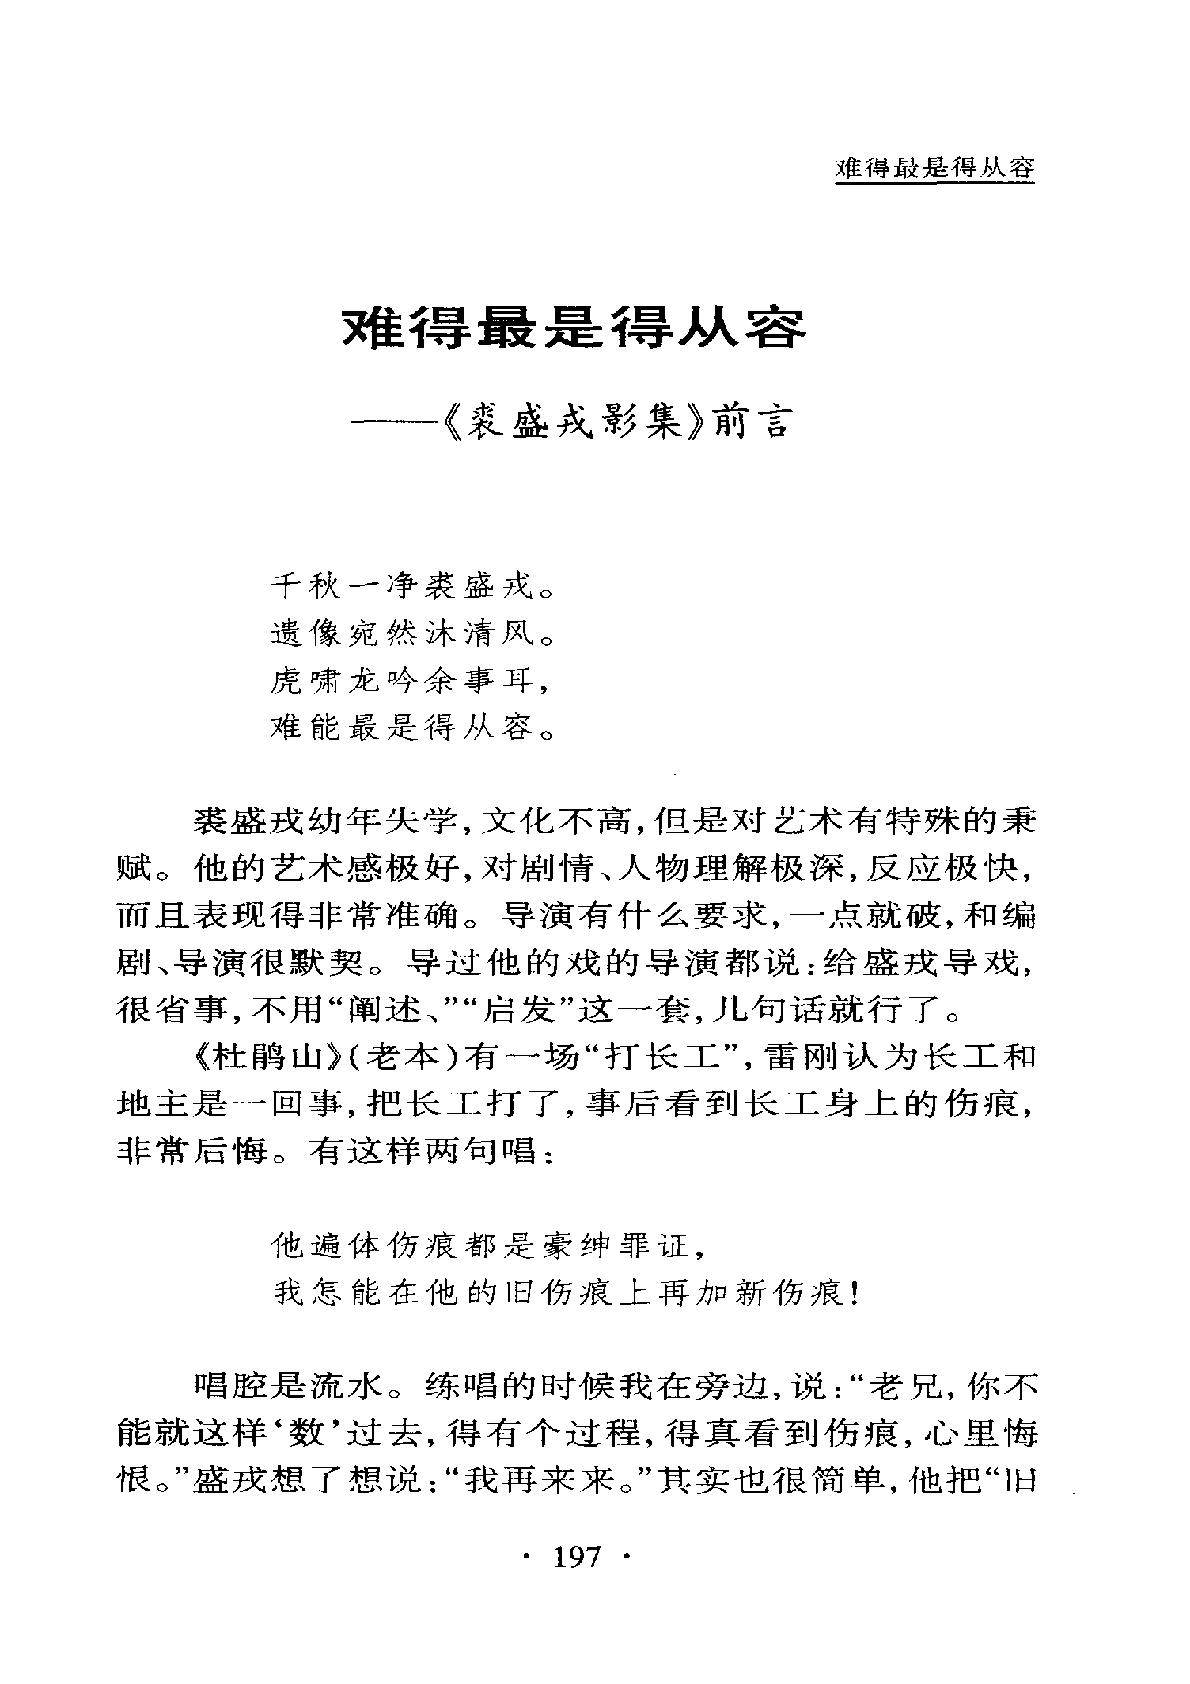 难得最是得从容
难得最是得从容
——《裘盛戎影集》前言
千秋一净裘盛戎。
遗像宛然沐清风。
虎啸龙吟余事耳，
难能最是得从容。
裘盛戎幼年失学，文化不高，但是对艺术有特殊的秉
赋。他的艺术感极好，对剧情、人物理解极深，反应极快，
而且表现得非常准确。导演有什么要求，一点就破，和编
剧、导演很默契。导过他的戏的导演都说：给盛戎导戏，
很省事，不用“阐述、”“启发”这一套，几句话就行了。
《杜鹃山》（老本）有一场“打长工”，雷刚认为长工和
地主是一回事，把长工打了，事后看到长工身上的伤痕，
非常后悔。有这样两句唱：
他遍体伤痕都是豪绅罪证，
我怎能在他的旧伤痕上再加新伤痕！
唱腔是流水。练唱的时候我在旁边，说：“老兄，你不
能就这样‘数’过去，得有个过程，得真看到伤痕，心里悔
恨。”盛戎想了想说：“我再来来。”其实也很简单，他把“旧
· 197 ·